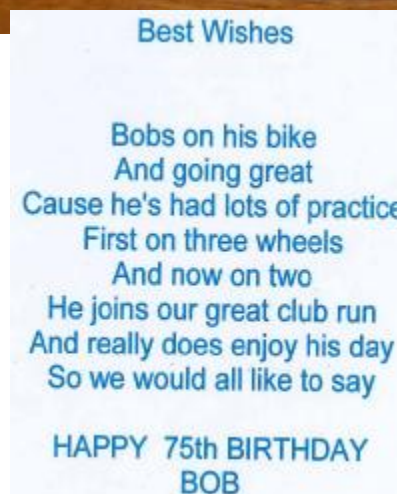 Best Wishes
Bobs on his bike
And going great
Cause he's had lots of practice
First on three wheels
And now on two
He joins our great club run
And really does enjoy his day
So we would all like to say
HAPPY 75th BIRTHDAY
BOB